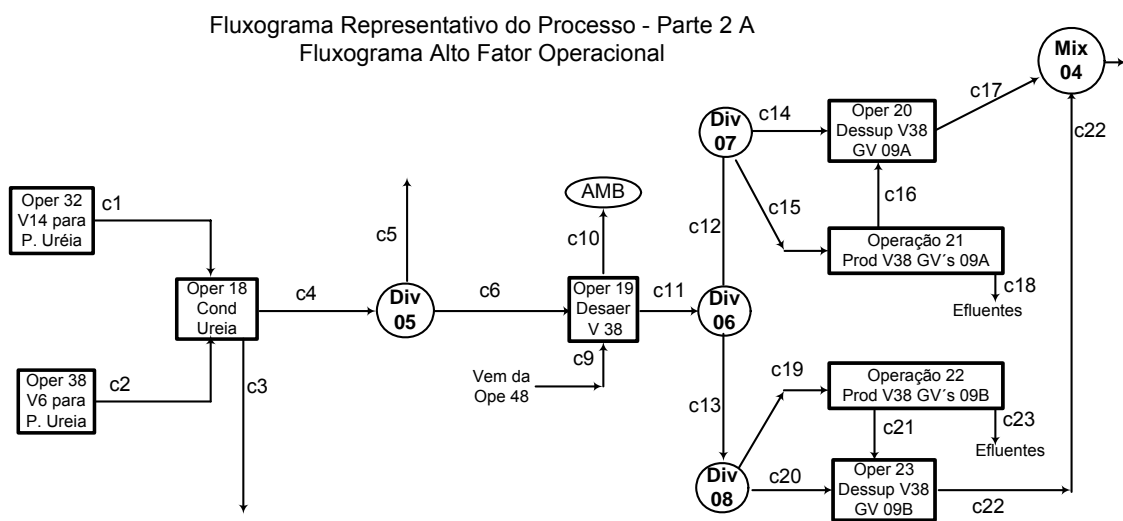 Fluxograma Representativo do Processo - Parte 2 A
Fluxograma Alto Fator Operacional
Mix
04
c17
c22
Oper 20
Dessup V38
GV 09A
c14
Div
07
c16
c15
c12
Operação 21
Prod V38 GV´s 09A
c18
Efluentes
AMB
c10
Oper 32
V14 para
P. Uréia
c1
Oper 18
Cond
Ureia
c4
c5
Div
05
c6
Oper 19
Desaer
V 38
c11
Div
06
c9
Vem da
Ope 48
Oper 38
V6 para
P. Ureia
c2
c3
c13
c19
Operação 22
Prod V38 GV´s 09B
c21
c23
Efluentes
Div
08
c20
Oper 23
Dessup V38
GV 09B
c22